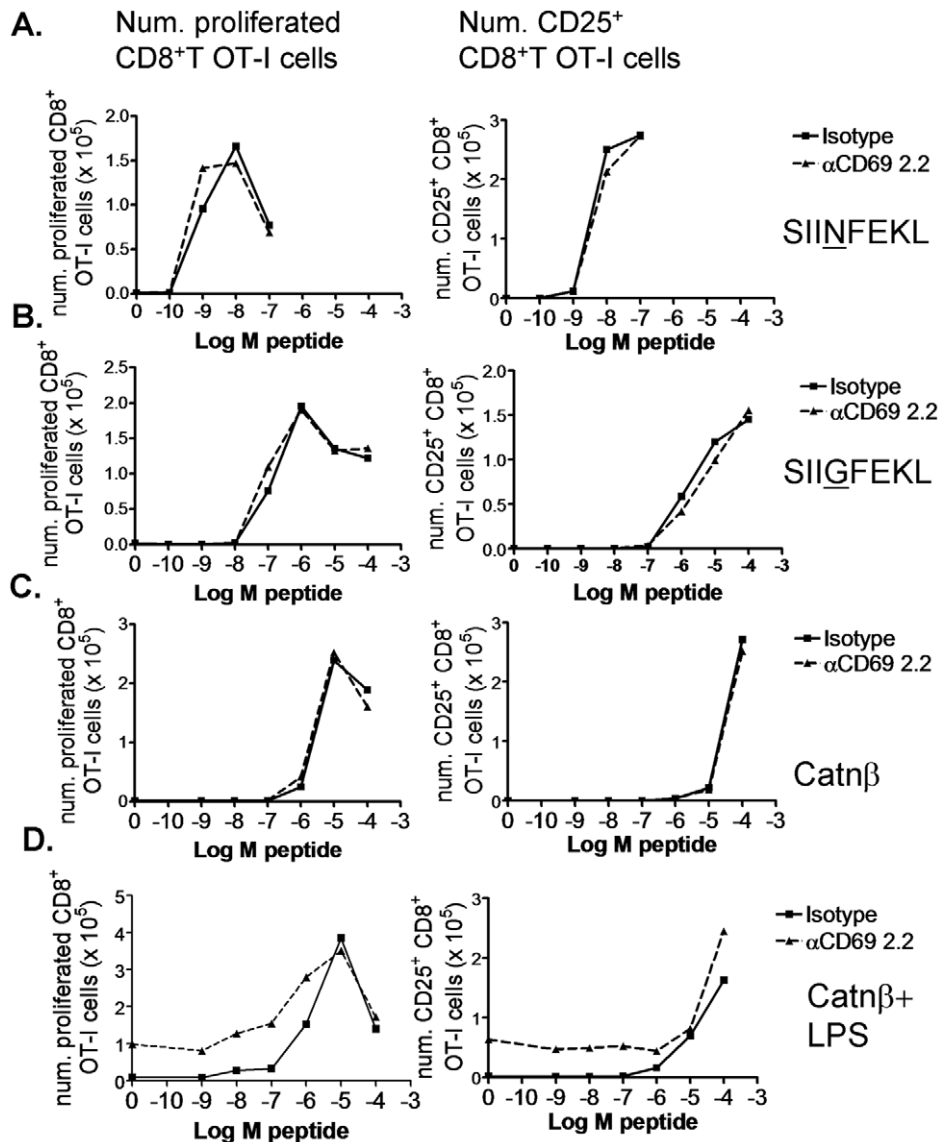 A.
Num. proliferated
CD8⁺T OT-I cells
Num. CD25⁺
CD8⁺T OT-I cells
num. proliferated CD8⁺
OT-I cells (x 10⁵)
2.0
1.5
1.0
0.5
0.0
0 -10 -9 -8 -7 -6 -5 -4 -3
Log M peptide
num. CD25⁺ CD8⁺
OT-I cells (x 10⁵)
3
2
1
0
0 -10 -9 -8 -7 -6 -5 -4 -3
Log M peptide
Isotype
αCD69 2.2
SIINFEKL
B.
num. proliferated CD8⁺
OT-I cells (x 10⁵)
2.5
2.0
1.5
1.0
0.5
0.0
0 -10 -9 -8 -7 -6 -5 -4 -3
Log M peptide
num. CD25⁺ CD8⁺
OT-I cells (x 10⁵)
2.0
1.5
1.0
0.5
0.0
0 -10 -9 -8 -7 -6 -5 -4 -3
Log M peptide
Isotype
αCD69 2.2
SIIGFEKL
C.
num. proliferated CD8⁺
OT-I cells (x 10⁵)
3
2
1
0
0 -10 -9 -8 -7 -6 -5 -4 -3
Log M peptide
num. CD25⁺ CD8⁺
OT-I cells (x 10⁵)
3
2
1
0
0 -10 -9 -8 -7 -6 -5 -4 -3
Log M peptide
Isotype
αCD69 2.2
Catnβ
D.
num. proliferated CD8⁺
OT-I cells (x 10⁵)
5
4
3
2
1
0
0 -10 -9 -8 -7 -6 -5 -4 -3
Log M peptide
num. CD25⁺ CD8⁺
OT-I cells (x 10⁵)
3
2
1
0
0 -10 -9 -8 -7 -6 -5 -4 -3
Log M peptide
Isotype
αCD69 2.2
Catnβ+
LPS